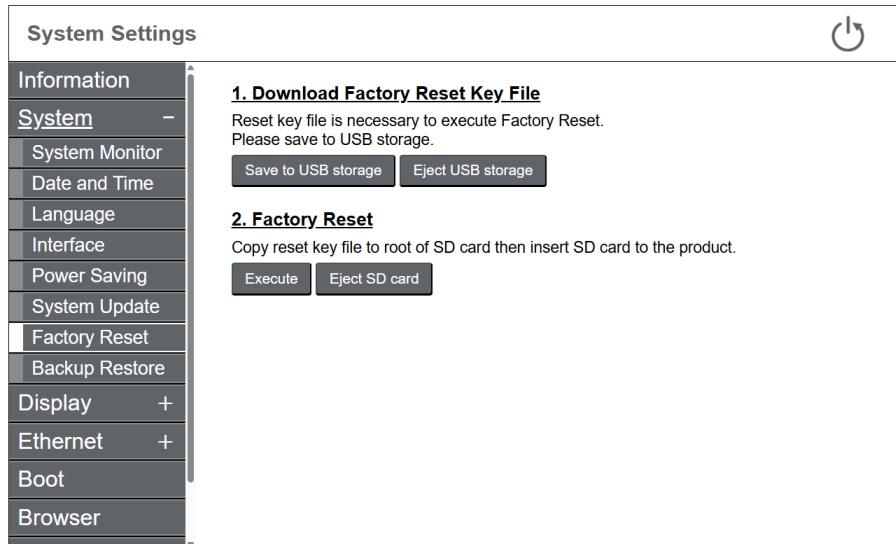 System Settings
Information
System −
System Monitor
Date and Time
Language
Interface
Power Saving
System Update
Factory Reset
Backup Restore
Display +
Ethernet +
Boot
Browser
1. Download Factory Reset Key File
Reset key file is necessary to execute Factory Reset.
Please save to USB storage.
Save to USB storage Eject USB storage
2. Factory Reset
Copy reset key file to root of SD card then insert SD card to the product.
Execute Eject SD card